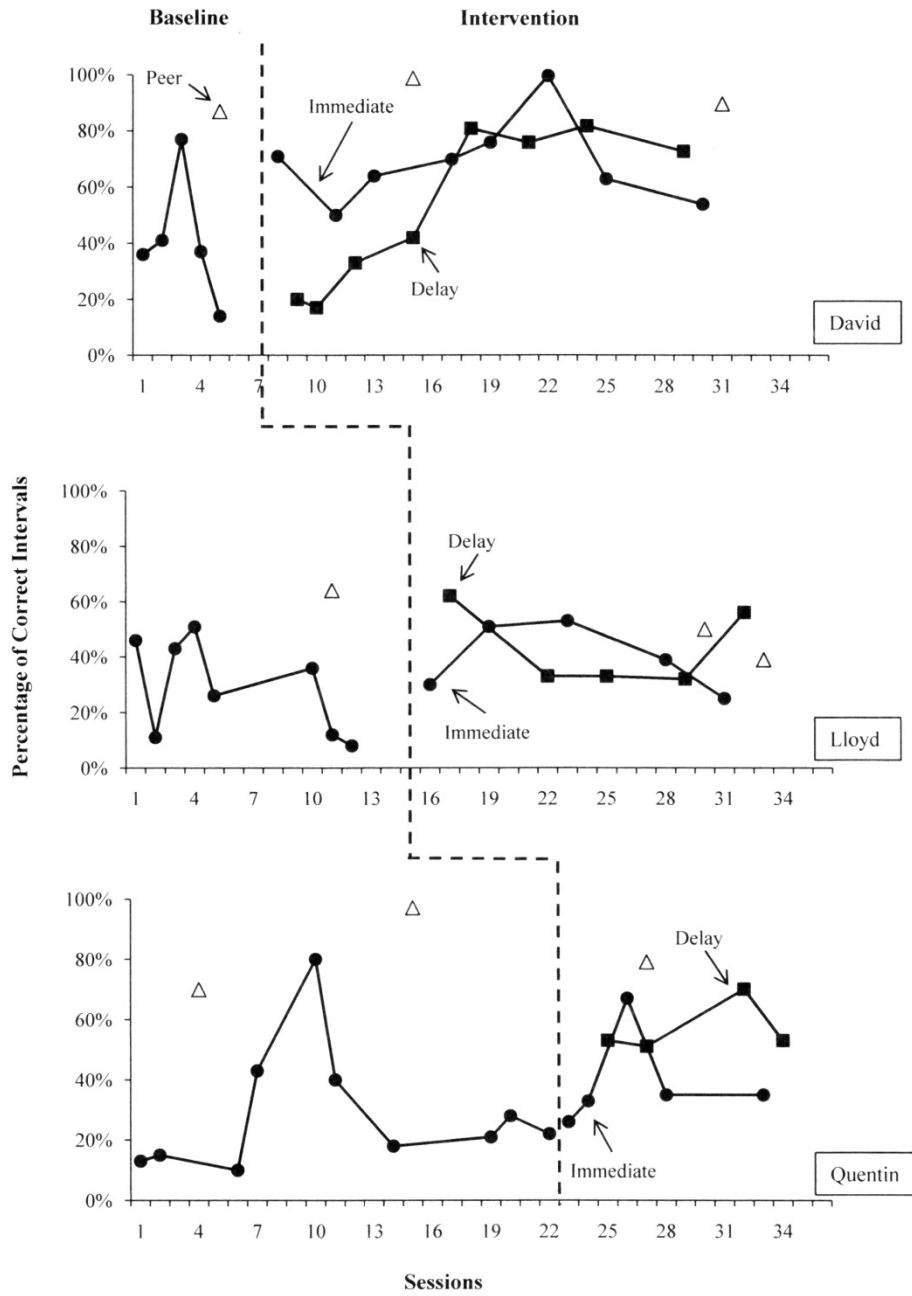 Baseline Intervention
100%
Peer
Immediate
80%
60%
40%
Delay
20%
David
0%
1 4 7 10 13 16 19 22 25 28 31 34
Percentage of Correct Intervals
100%
Delay
80%
60%
40%
20%
Immediate
Lloyd
0%
1 4 7 10 13 16 19 22 25 28 31 34
100%
Delay
80%
60%
40%
20%
Immediate
Quentin
0%
1 4 7 10 13 16 19 22 25 28 31 34
Sessions